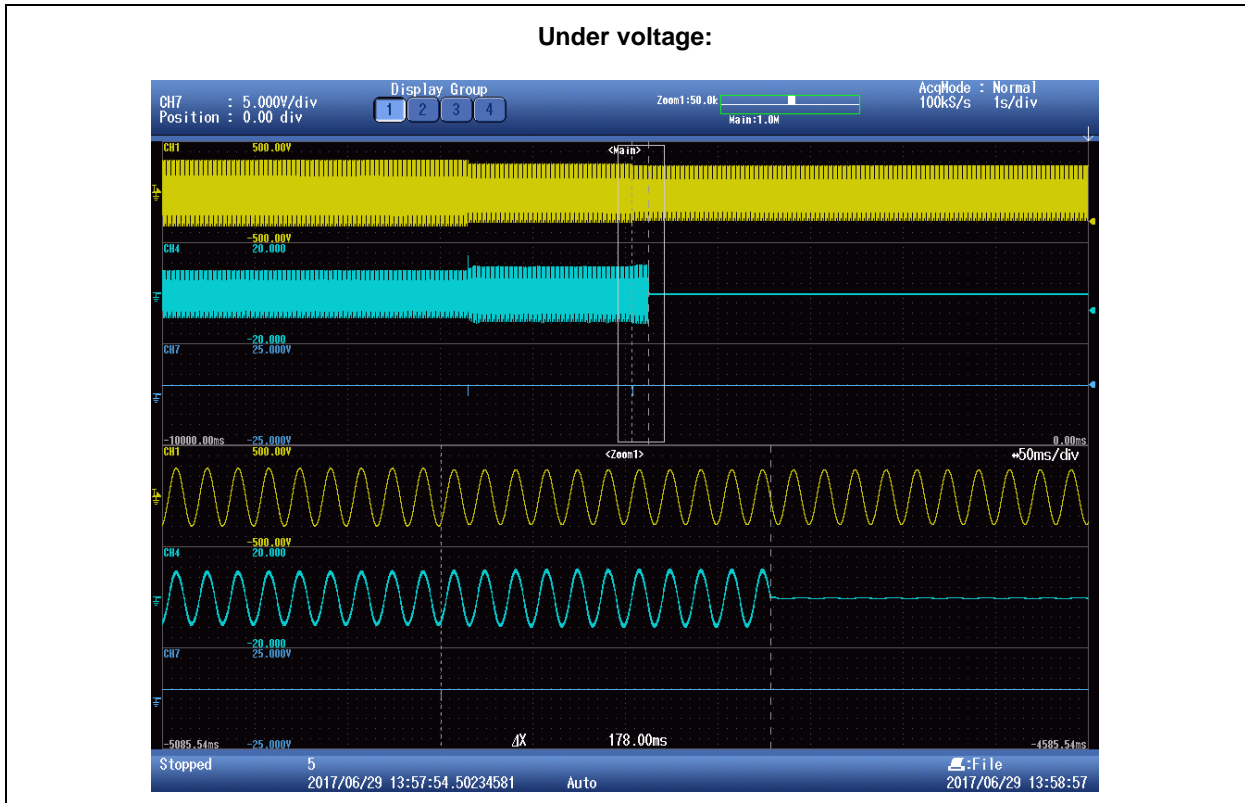 Under voltage:
CH7 : 5.000V/div
Position : 0.00 div
Display Group
1 2 3 4
Zoom1:50.0k
Main:1.0M
AcqMode : Normal
100kS/s 1s/div
CH1 500.00V
<Main>
-500.00V
CH4 20.000
-20.000
CH7 25.000V
-10000.00ms -25.000V 0.00ms
CH1 500.00V
<Zoom1>
↔50ms/div
-500.00V
CH4 20.000
-20.000
CH7 25.000V
ΔX 178.00ms
-5085.54ms -25.000V -4585.54ms
Stopped 5
2017/06/29 13:57:54.50234581 Auto
:File
2017/06/29 13:58:57